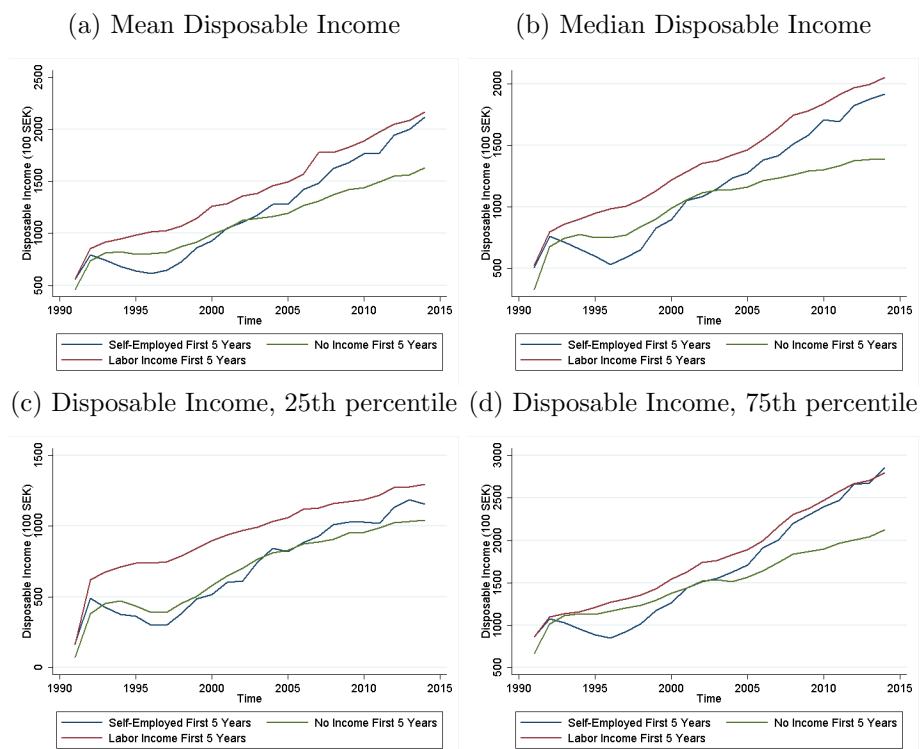 (a) Mean Disposable Income
Disposable Income (100 SEK)
2500
2000
1500
1000
500
1990 1995 2000 2005 2010 2015
Time
Self-Employed First 5 Years No Income First 5 Years
Labor Income First 5 Years
(b) Median Disposable Income
Disposable Income (100 SEK)
2000
1500
1000
500
1990 1995 2000 2005 2010 2015
Time
Self-Employed First 5 Years No Income First 5 Years
Labor Income First 5 Years
(c) Disposable Income, 25th percentile
Disposable Income (100 SEK)
1500
1000
500
0
1990 1995 2000 2005 2010 2015
Time
Self-Employed First 5 Years No Income First 5 Years
Labor Income First 5 Years
(d) Disposable Income, 75th percentile
Disposable Income (100 SEK)
3000
2500
2000
1500
1000
500
1990 1995 2000 2005 2010 2015
Time
Self-Employed First 5 Years No Income First 5 Years
Labor Income First 5 Years